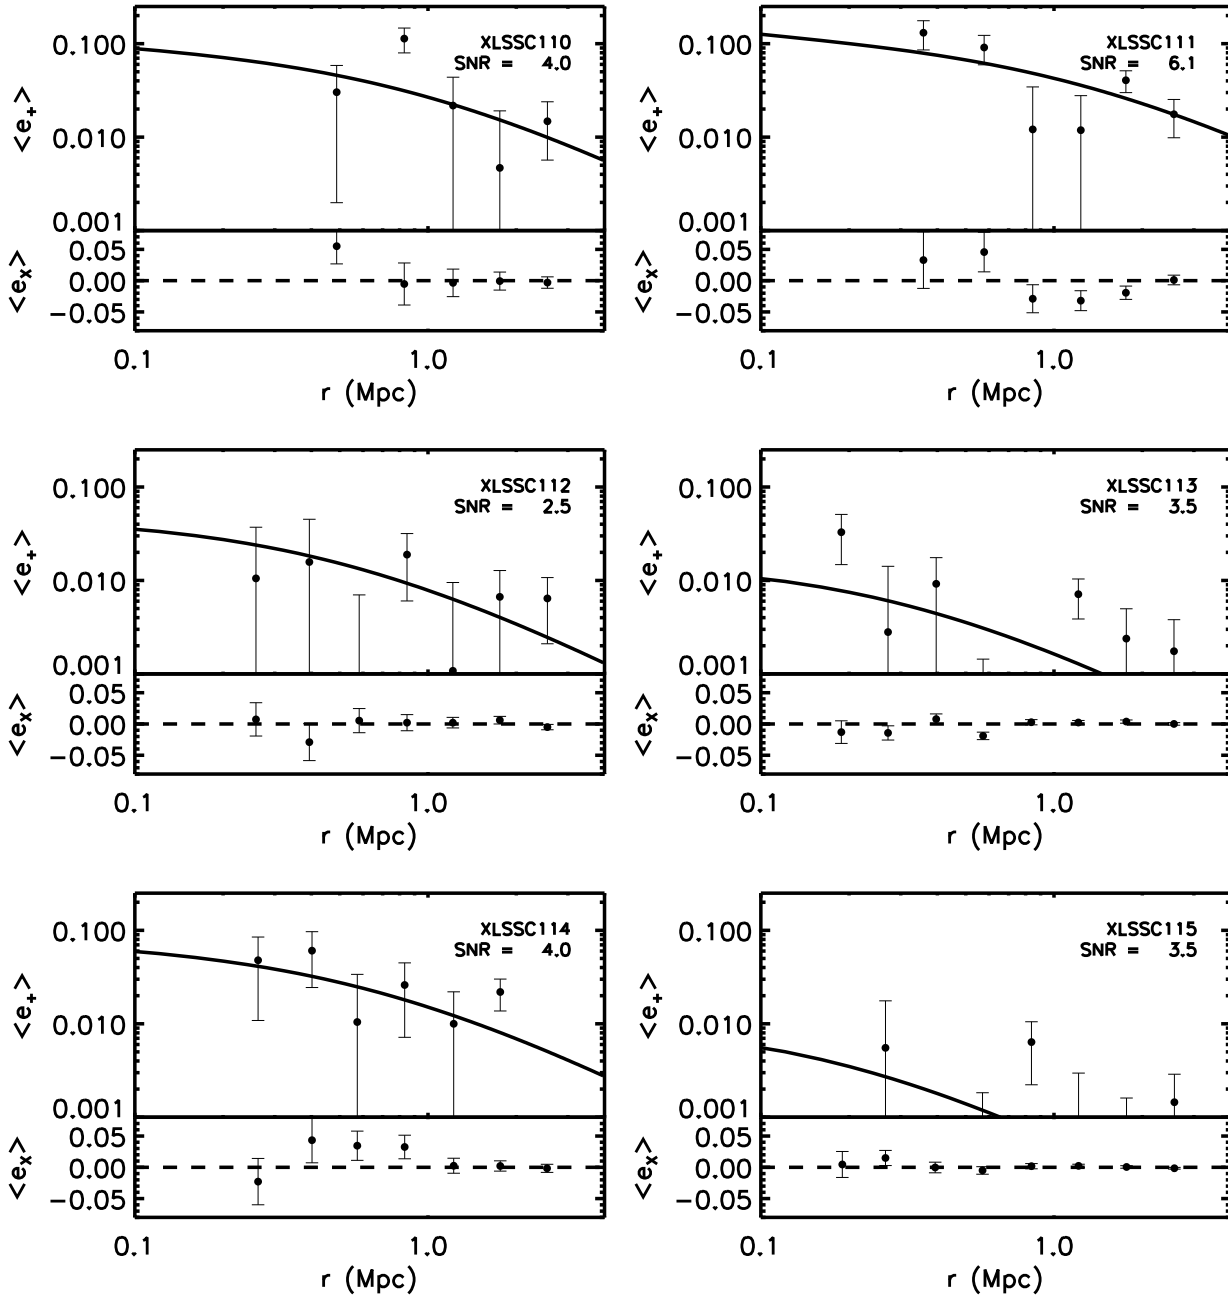 XLSSC110
SNR = 4.0
0.100
0.010
0.001
<e+>
0.05
0.00
−0.05
<ex>
0.1
1.0
r (Mpc)
XLSSC111
SNR = 6.1
0.100
0.010
0.001
<e+>
0.05
0.00
−0.05
<ex>
0.1
1.0
r (Mpc)
XLSSC112
SNR = 2.5
0.100
0.010
0.001
<e+>
0.05
0.00
−0.05
<ex>
0.1
1.0
r (Mpc)
XLSSC113
SNR = 3.5
0.100
0.010
0.001
<e+>
0.05
0.00
−0.05
<ex>
0.1
1.0
r (Mpc)
XLSSC114
SNR = 4.0
0.100
0.010
0.001
<e+>
0.05
0.00
−0.05
<ex>
0.1
1.0
r (Mpc)
XLSSC115
SNR = 3.5
0.100
0.010
0.001
<e+>
0.05
0.00
−0.05
<ex>
0.1
1.0
r (Mpc)